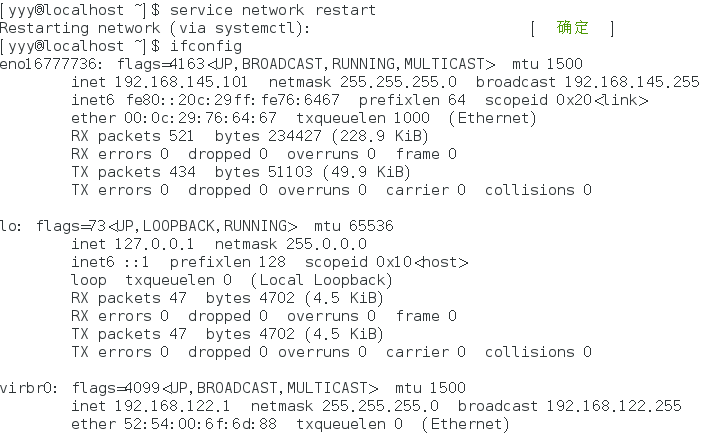 [yyy@localhost ~]$ service network restart
Restarting network (via systemctl):                        [  确定  ]
[yyy@localhost ~]$ ifconfig
eno16777736: flags=4163<UP,BROADCAST,RUNNING,MULTICAST>  mtu 1500
        inet 192.168.145.101  netmask 255.255.255.0  broadcast 192.168.145.255
        inet6 fe80::20c:29ff:fe76:6467  prefixlen 64  scopeid 0x20<link>
        ether 00:0c:29:76:64:67  txqueuelen 1000  (Ethernet)
        RX packets 521  bytes 234427 (228.9 KiB)
        RX errors 0  dropped 0  overruns 0  frame 0
        TX packets 434  bytes 51103 (49.9 KiB)
        TX errors 0  dropped 0 overruns 0  carrier 0  collisions 0
lo: flags=73<UP,LOOPBACK,RUNNING>  mtu 65536
        inet 127.0.0.1  netmask 255.0.0.0
        inet6 ::1  prefixlen 128  scopeid 0x10<host>
        loop  txqueuelen 0  (Local Loopback)
        RX packets 47  bytes 4702 (4.5 KiB)
        RX errors 0  dropped 0  overruns 0  frame 0
        TX packets 47  bytes 4702 (4.5 KiB)
        TX errors 0  dropped 0 overruns 0  carrier 0  collisions 0
virbr0: flags=4099<UP,BROADCAST,MULTICAST>  mtu 1500
        inet 192.168.122.1  netmask 255.255.255.0  broadcast 192.168.122.255
        ether 52:54:00:6f:6d:88  txqueuelen 0  (Ethernet)